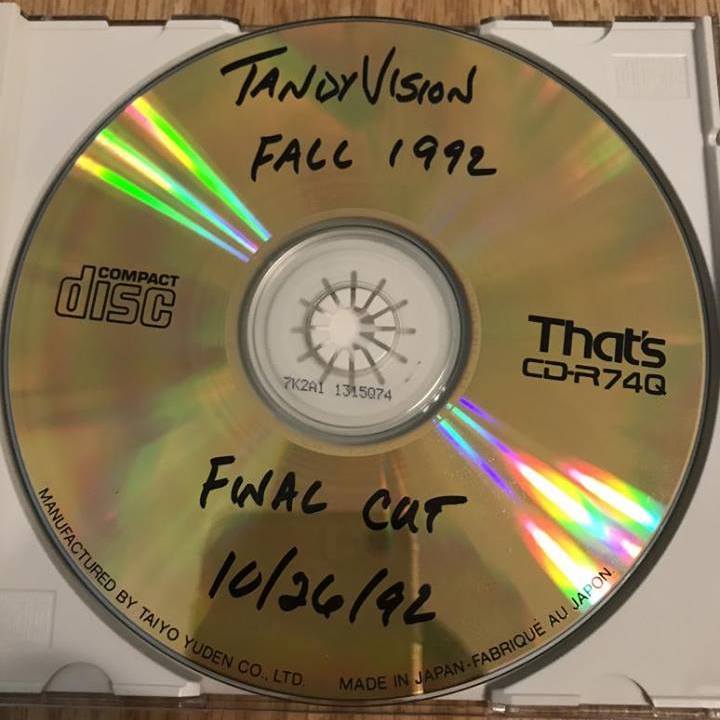 TANDYVISION
FALL 1992
COMPACT
disc
That's
CD-R74Q
7K2A1 1315Q74
FINAL CUT
10/26/92
MANUFACTURED BY TAIYO YUDEN CO., LTD.
MADE IN JAPAN-FABRIQUÉ AU JAPON.